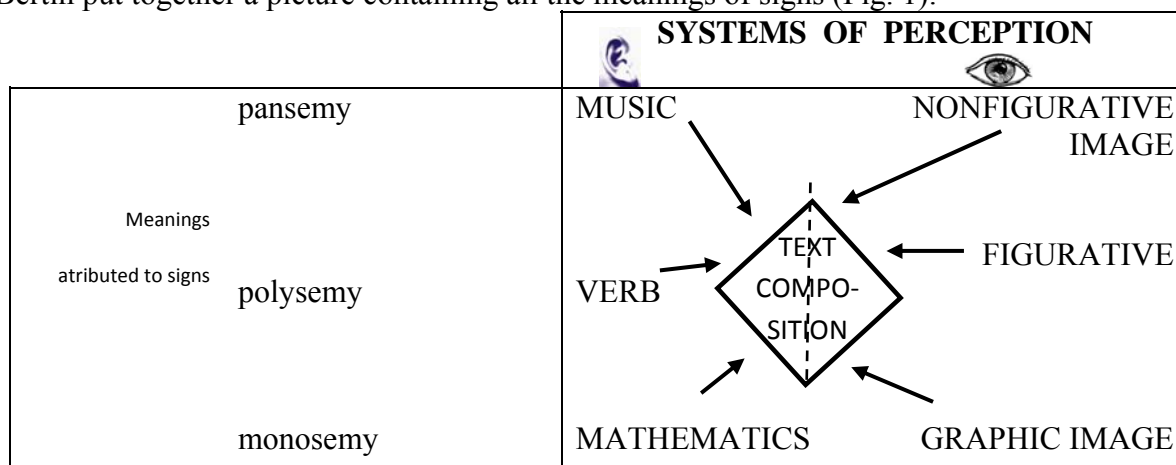 Bertin put together a picture containing all the meanings of signs (Fig. 1).
SYSTEMS OF PERCEPTION
pansemy
MUSIC
NONFIGURATIVE
IMAGE
Meanings
atributed to signs
polysemy
VERB
TEXT
COMPO-
SITION
FIGURATIVE
monosemy
MATHEMATICS
GRAPHIC IMAGE